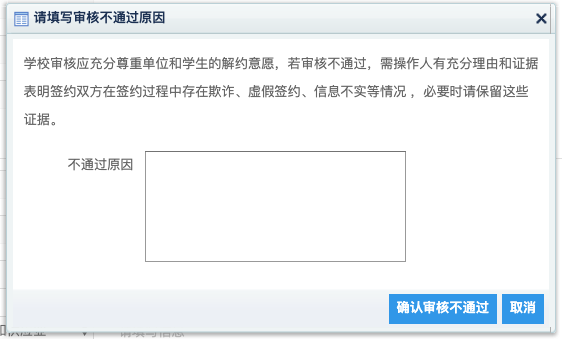 请填写审核不通过原因
学校审核应充分尊重单位和学生的解约意愿，若审核不通过，需操作人有充分理由和证据
表明签约双方在签约过程中存在欺诈、虚假签约、信息不实等情况 ，必要时请保留这些
证据。
不通过原因
确认审核不通过 取消